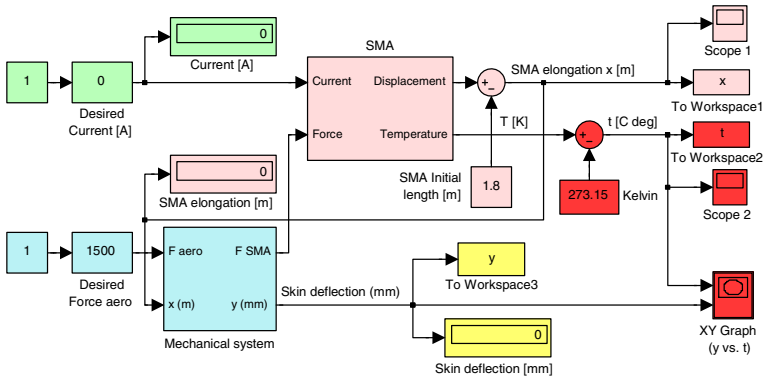 0
Current [A]
SMA
Scope 1
1
0
Desired
Current [A]
Current
Displacement
Force
Temperature
+
−
SMA elongation x [m]
x
To Workspace1
T [K]
+
−
t [C deg]
t
To Workspace2
0
SMA elongation [m]
SMA Initial
length [m]
1.8
273.15
Kelvin
Scope 2
1
1500
Desired
Force aero
F aero
F SMA
x (m)
y (mm)
Mechanical system
Skin deflection (mm)
y
To Workspace3
0
Skin deflection [mm]
XY Graph
(y vs. t)